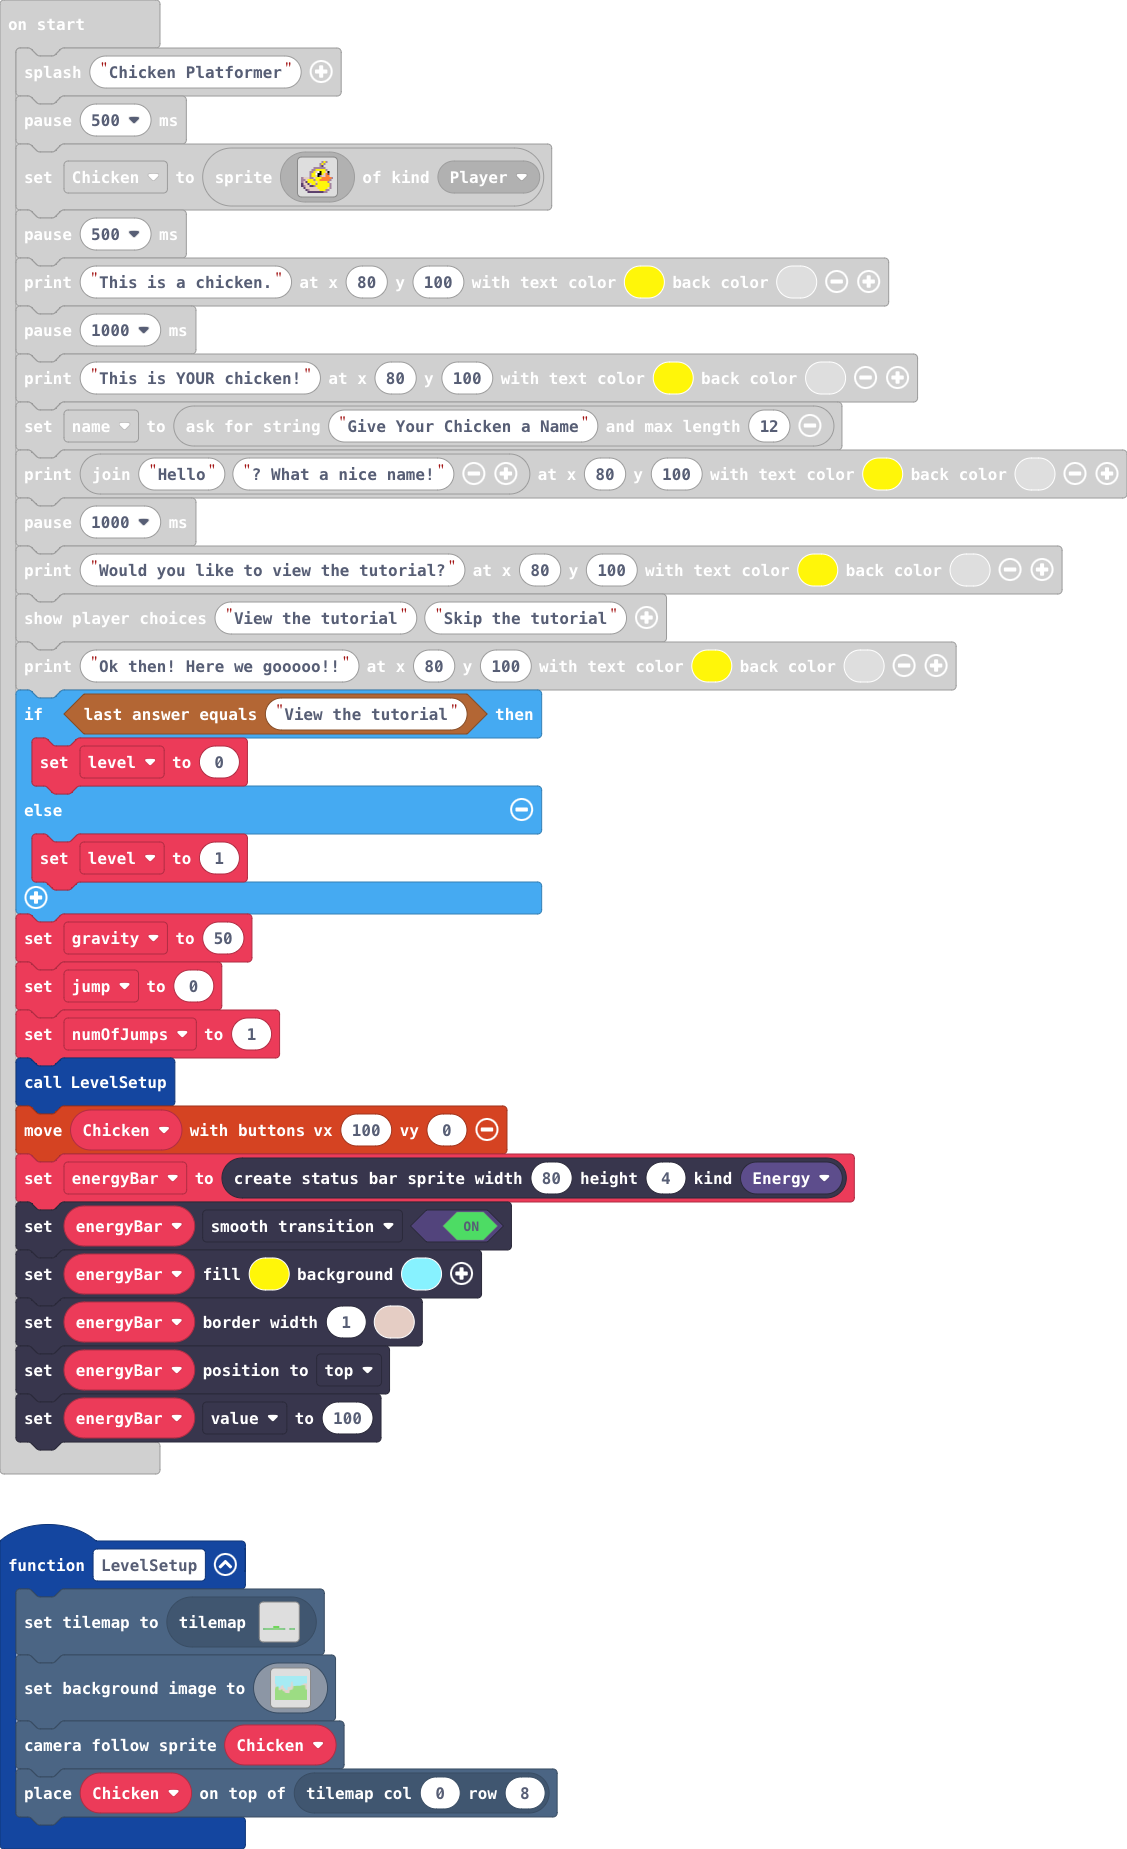 on start
splash "Chicken Platformer"
pause 500 ms
set Chicken to sprite of kind Player
pause 500 ms
print "This is a chicken." at x 80 y 100 with text color back color
pause 1000 ms
print "This is YOUR chicken!" at x 80 y 100 with text color back color
set name to ask for string "Give Your Chicken a Name" and max length 12
print join "Hello" "? What a nice name!" at x 80 y 100 with text color back color
pause 1000 ms
print "Would you like to view the tutorial?" at x 80 y 100 with text color back color
show player choices "View the tutorial" "Skip the tutorial"
print "Ok then! Here we gooooo!!" at x 80 y 100 with text color back color
if last answer equals "View the tutorial" then
set level to 0
else
set level to 1
set gravity to 50
set jump to 0
set numOfJumps to 1
call LevelSetup
move Chicken with buttons vx 100 vy 0
set energyBar to create status bar sprite width 80 height 4 kind Energy
set energyBar smooth transition ON
set energyBar fill background
set energyBar border width 1
set energyBar position to top
set energyBar value to 100
function LevelSetup
set tilemap to tilemap
set background image to
camera follow sprite Chicken
place Chicken on top of tilemap col 0 row 8